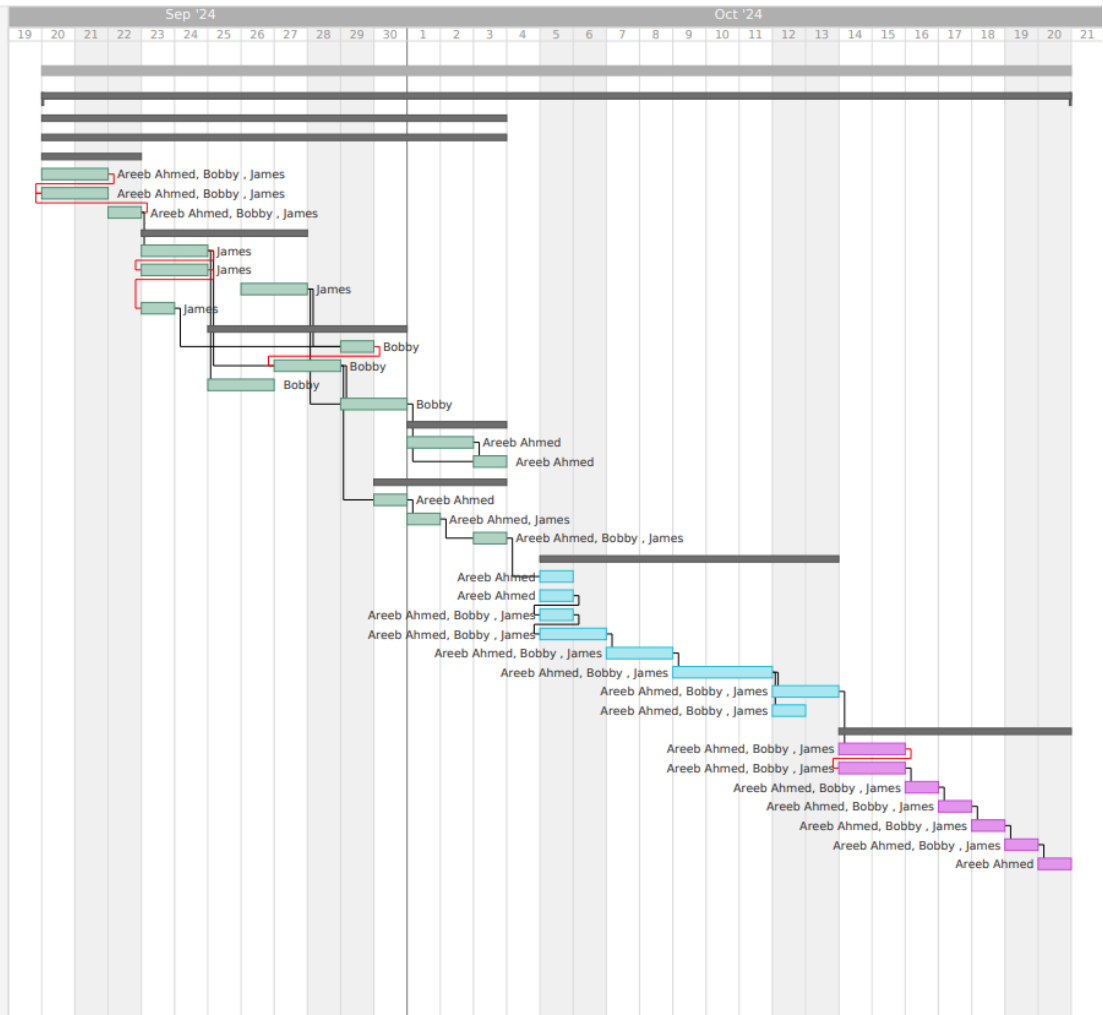 Sep '24 Oct '24
19 20 21 22 23 24 25 26 27 28 29 30 1 2 3 4 5 6 7 8 9 10 11 12 13 14 15 16 17 18 19 20 21
Areeb Ahmed, Bobby , James
Areeb Ahmed, Bobby , James
Areeb Ahmed, Bobby , James
James
James
James
James
Bobby
Bobby
Bobby
Bobby
Areeb Ahmed
Areeb Ahmed
Areeb Ahmed
Areeb Ahmed, James
Areeb Ahmed, Bobby , James
Areeb Ahmed
Areeb Ahmed
Areeb Ahmed, Bobby , James
Areeb Ahmed, Bobby , James
Areeb Ahmed, Bobby , James
Areeb Ahmed, Bobby , James
Areeb Ahmed, Bobby , James
Areeb Ahmed, Bobby , James
Areeb Ahmed, Bobby , James
Areeb Ahmed, Bobby , James
Areeb Ahmed, Bobby , James
Areeb Ahmed, Bobby , James
Areeb Ahmed, Bobby , James
Areeb Ahmed, Bobby , James
Areeb Ahmed